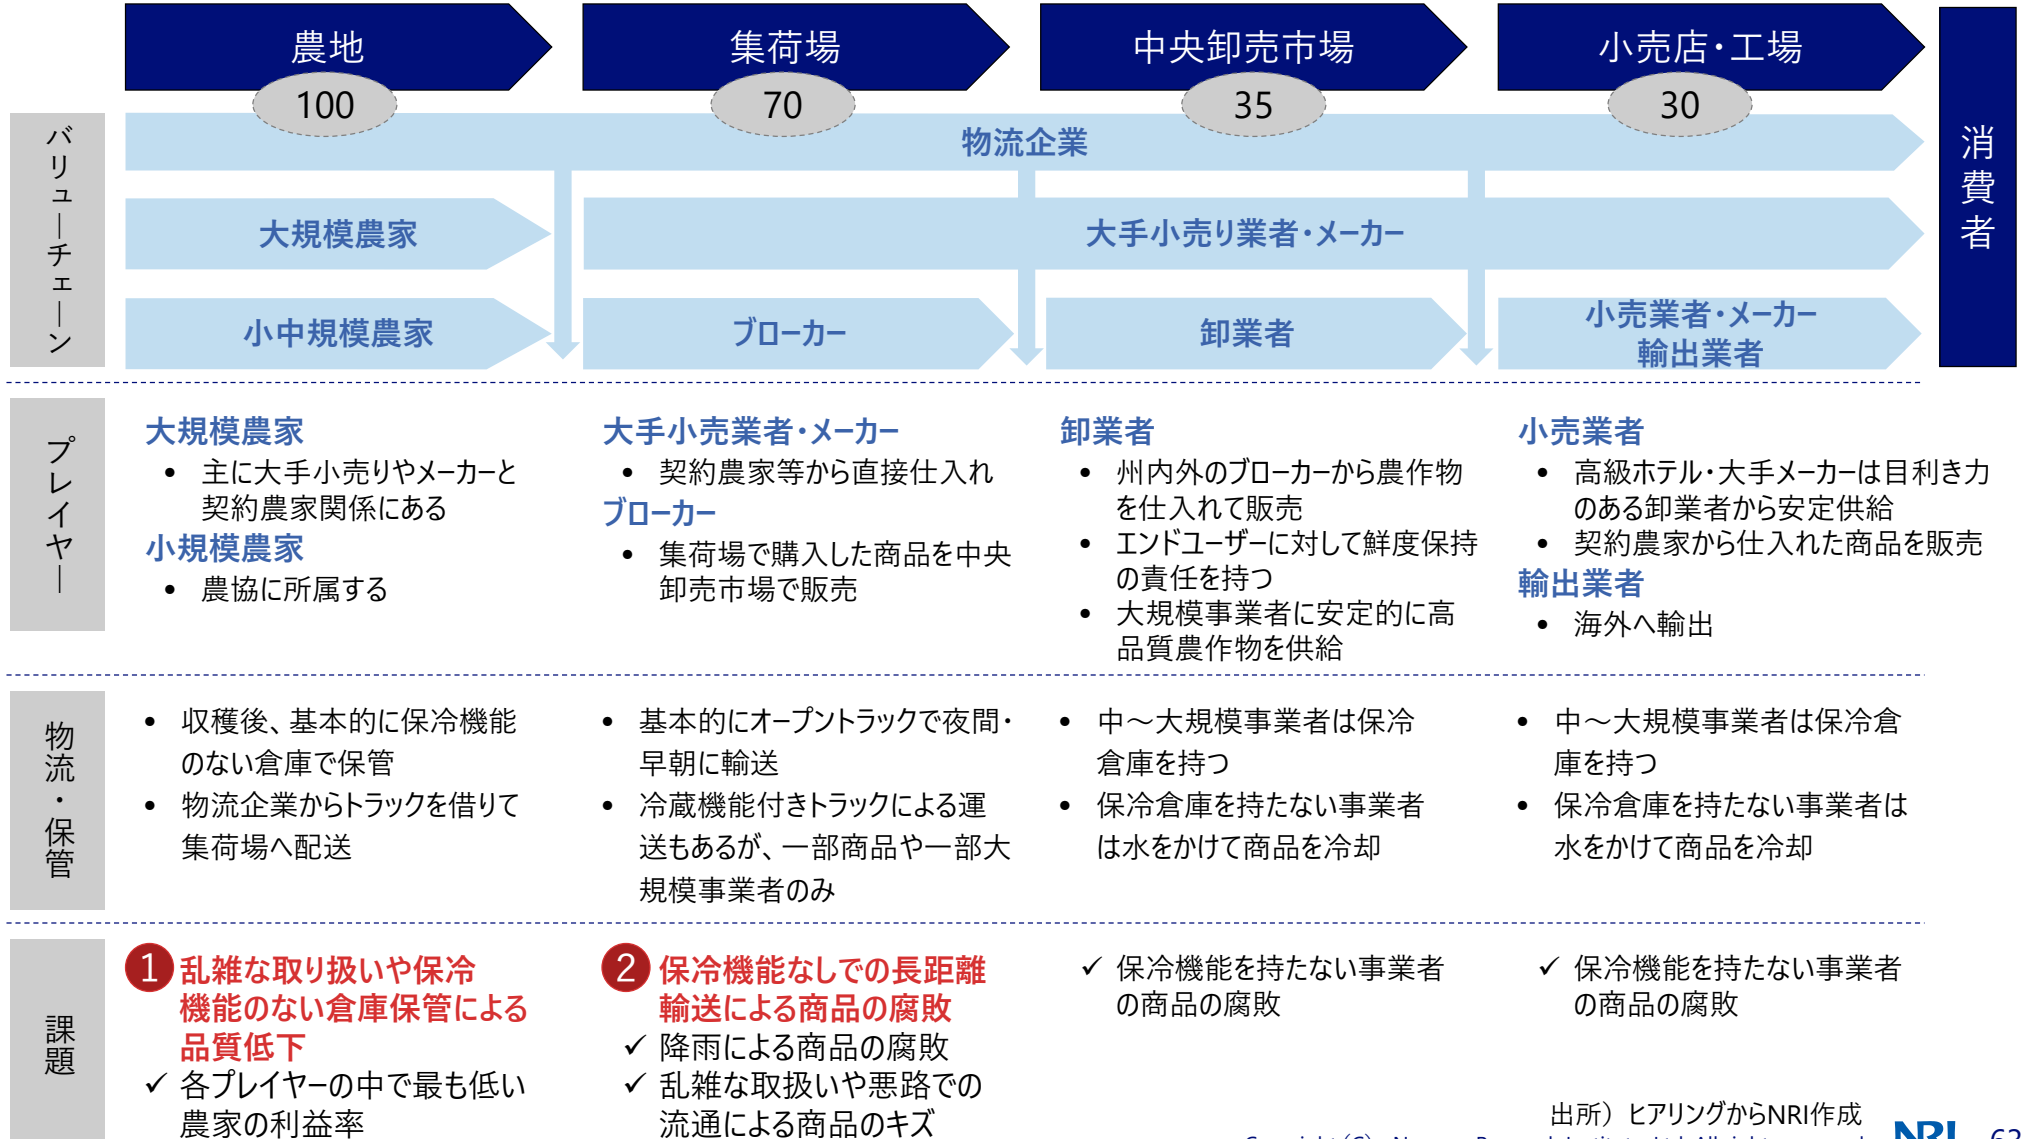 農地
集荷場
中央卸売市場
小売店・工場
100
70
35
30
消費者
バリューチェーン
物流企業
大規模農家
大手小売り業者・メーカー
小中規模農家
ブローカー
卸業者
小売業者・メーカー
輸出業者
プレイヤー
大規模農家
• 主に大手小売りやメーカーと
契約農家関係にある
小規模農家
• 農協に所属する
大手小売業者・メーカー
• 契約農家等から直接仕入れ
ブローカー
• 集荷場で購入した商品を中央
卸売市場で販売
卸業者
• 州内外のブローカーから農作物
を仕入れて販売
• エンドユーザーに対して鮮度保持
の責任を持つ
• 大規模事業者に安定的に高
品質農作物を供給
小売業者
• 高級ホテル・大手メーカーは目利き力
のある卸業者から安定供給
• 契約農家から仕入れた商品を販売
輸出業者
• 海外へ輸出
物流・保管
• 収穫後、基本的に保冷機能
のない倉庫で保管
• 物流企業からトラックを借りて
集荷場へ配送
• 基本的にオープントラックで夜間・
早朝に輸送
• 冷蔵機能付きトラックによる運
送もあるが、一部商品や一部大
規模事業者のみ
• 中～大規模事業者は保冷
倉庫を持つ
• 保冷倉庫を持たない事業者
は水をかけて商品を冷却
• 中～大規模事業者は保冷倉
庫を持つ
• 保冷倉庫を持たない事業者は
水をかけて商品を冷却
課題
1 乱雑な取り扱いや保冷
機能のない倉庫保管による
品質低下
✓ 各プレイヤーの中で最も低い
農家の利益率
2 保冷機能なしでの長距離
輸送による商品の腐敗
✓ 降雨による商品の腐敗
✓ 乱雑な取扱いや悪路での
流通による商品のキズ
✓ 保冷機能を持たない事業者
の商品の腐敗
✓ 保冷機能を持たない事業者
の商品の腐敗
出所）ヒアリングからNRI作成
NRI